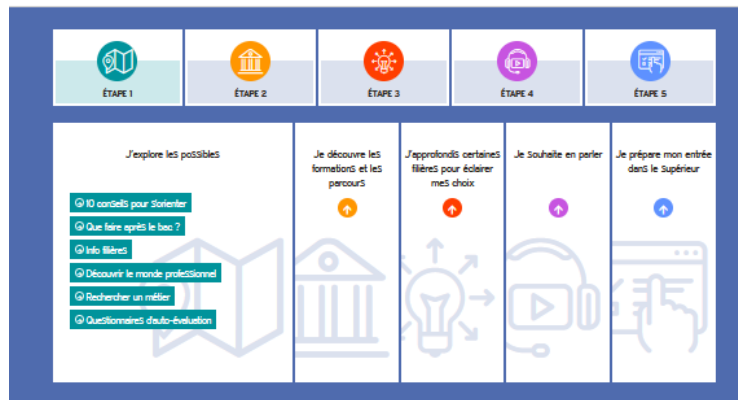 ÉTAPE 1
ÉTAPE 2
ÉTAPE 3
ÉTAPE 4
ÉTAPE 5
J'explore les possibles
10 conseils pour s'orienter
Que faire après le bac ?
Info filières
Découvrir le monde professionnel
Rechercher un métier
Questionnaires d'auto-évaluation
Je découvre les
formations et les
parcours
J'approfondis certaines
filières pour éclairer
mes choix
Je souhaite en parler
Je prépare mon entrée
dans le Supérieur